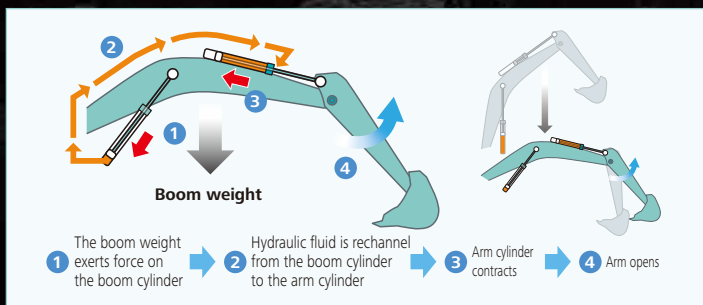 2
1
3
4
Boom weight
1 The boom weight
exerts force on
the boom cylinder
2 Hydraulic fluid is rechannel
from the boom cylinder
to the arm cylinder
3 Arm cylinder
contracts
4 Arm opens